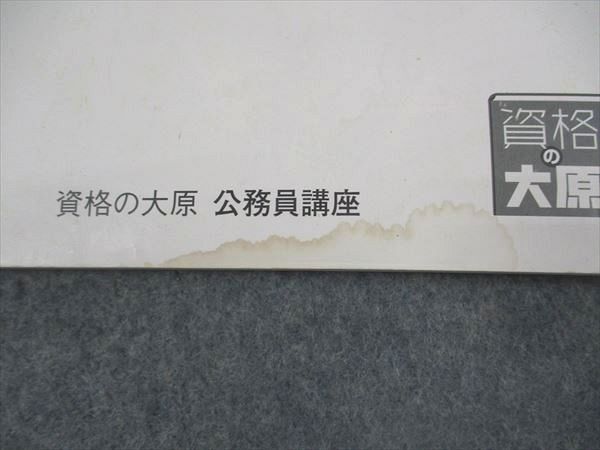 資格の大原 公務員講座
資格
の
大原